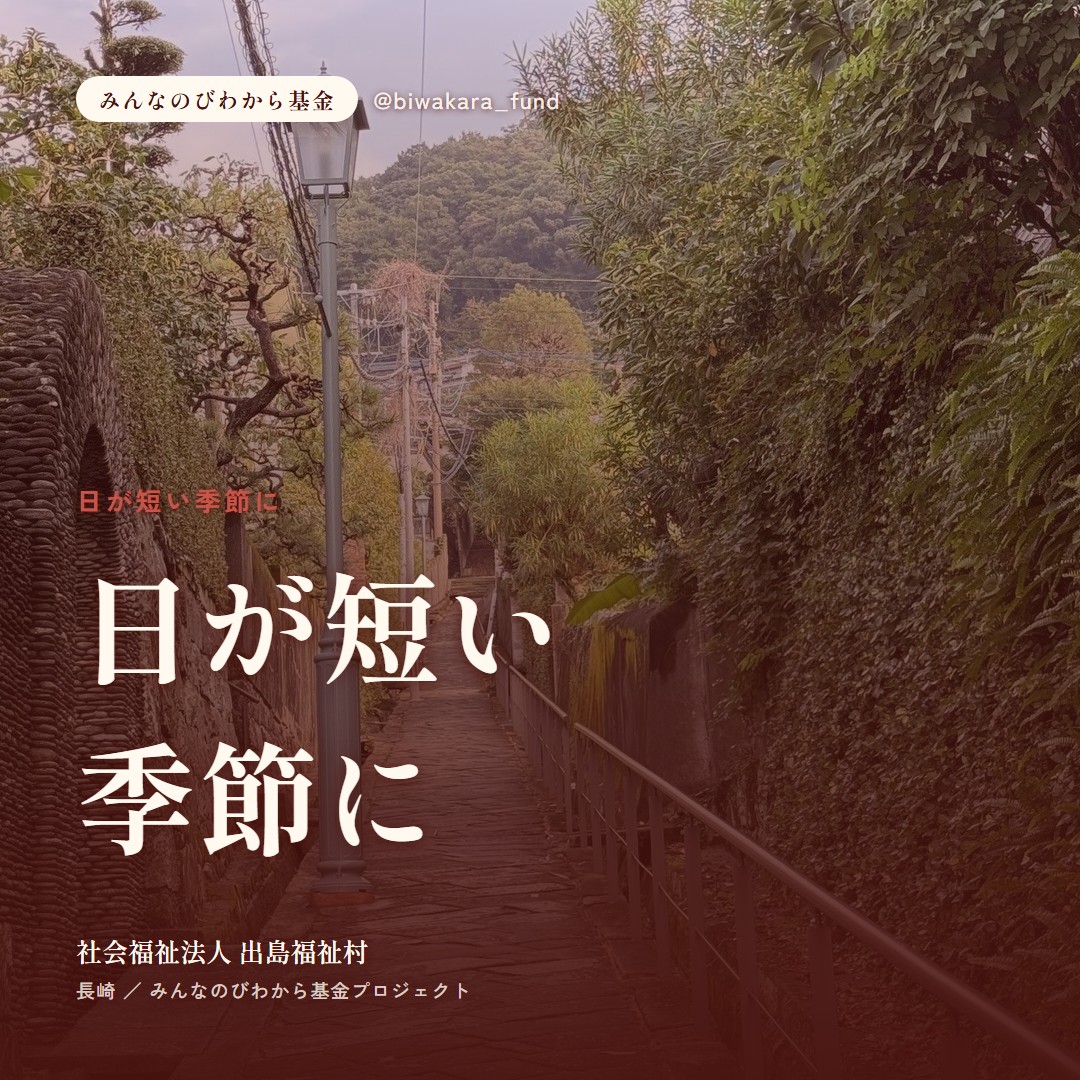 みんなのびわから基金 @biwakara_fund
日が短い季節に
日が短い
季節に
社会福祉法人 出島福祉村
長崎 ／ みんなのびわから基金プロジェクト